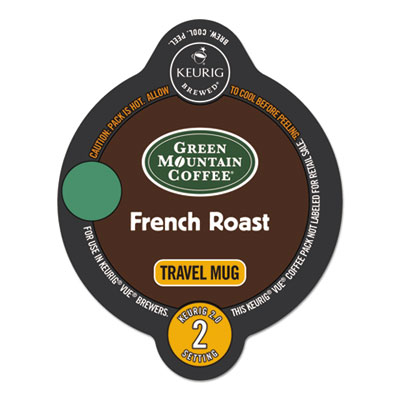 BREW, COOL, PEEL.
KEURIG
BREWED®
CAUTION: PACK IS HOT. ALLOW TO COOL BEFORE PEELING.
GREEN
MOUNTAIN
COFFEE®
French Roast
TRAVEL MUG
FOR USE IN KEURIG® VUE® BREWERS.
THIS KEURIG® VUE® COFFEE PACK NOT LABELED FOR RETAIL SALE.
KEURIG 2.0
2
SETTING